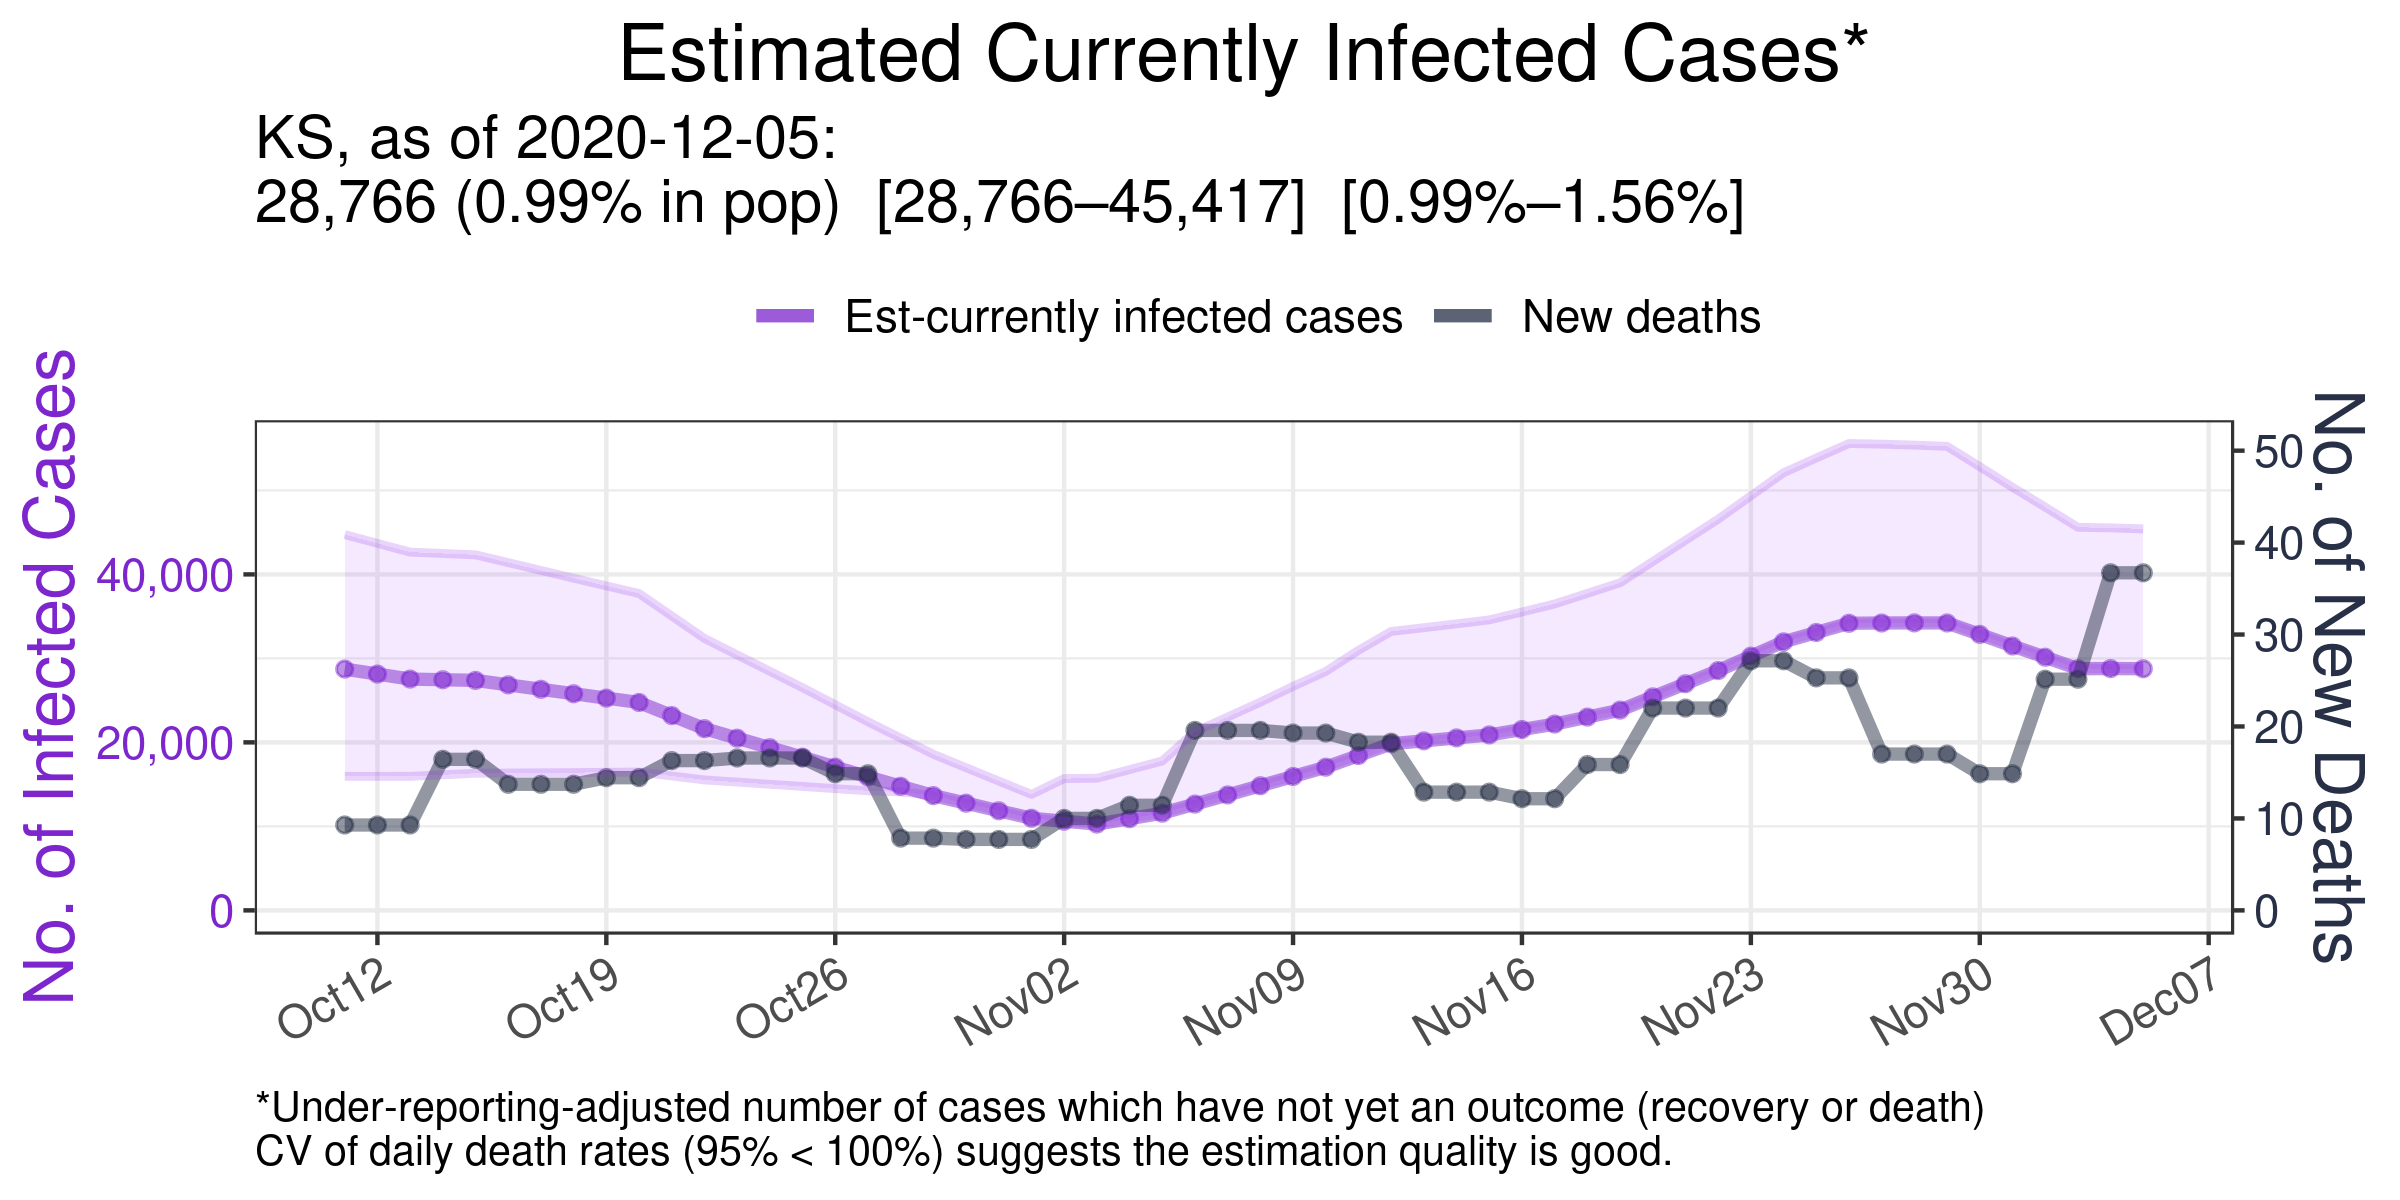 Estimated Currently Infected Cases*
KS, as of 2020-12-05:
28,766 (0.99% in pop)  [28,766–45,417]  [0.99%–1.56%]
Est-currently infected cases
New deaths
No. of Infected Cases
40,000
20,000
0
50
40
30
20
10
0
No. of New Deaths
Oct12
Oct19
Oct26
Nov02
Nov09
Nov16
Nov23
Nov30
Dec07
*Under-reporting-adjusted number of cases which have not yet an outcome (recovery or death)
CV of daily death rates (95% < 100%) suggests the estimation quality is good.